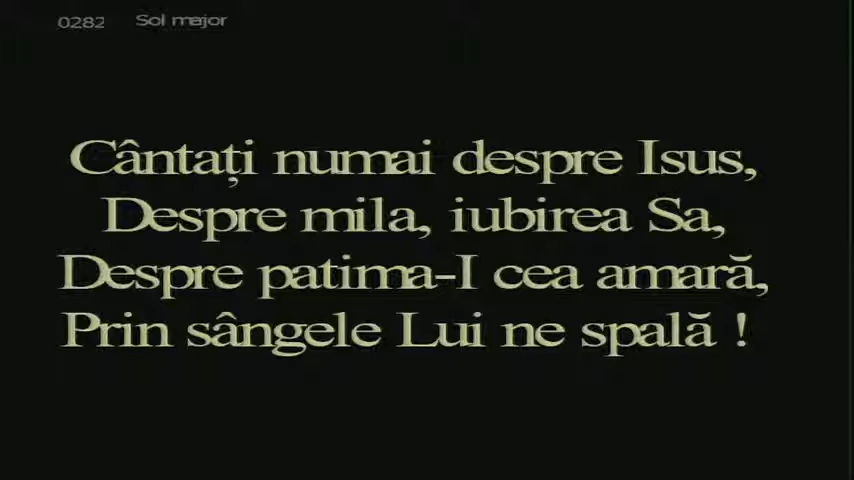 0282 Sol major
Cântați numai despre Isus,
Despre mila, iubirea Sa,
Despre patima-I cea amară,
Prin sângele Lui ne spală !